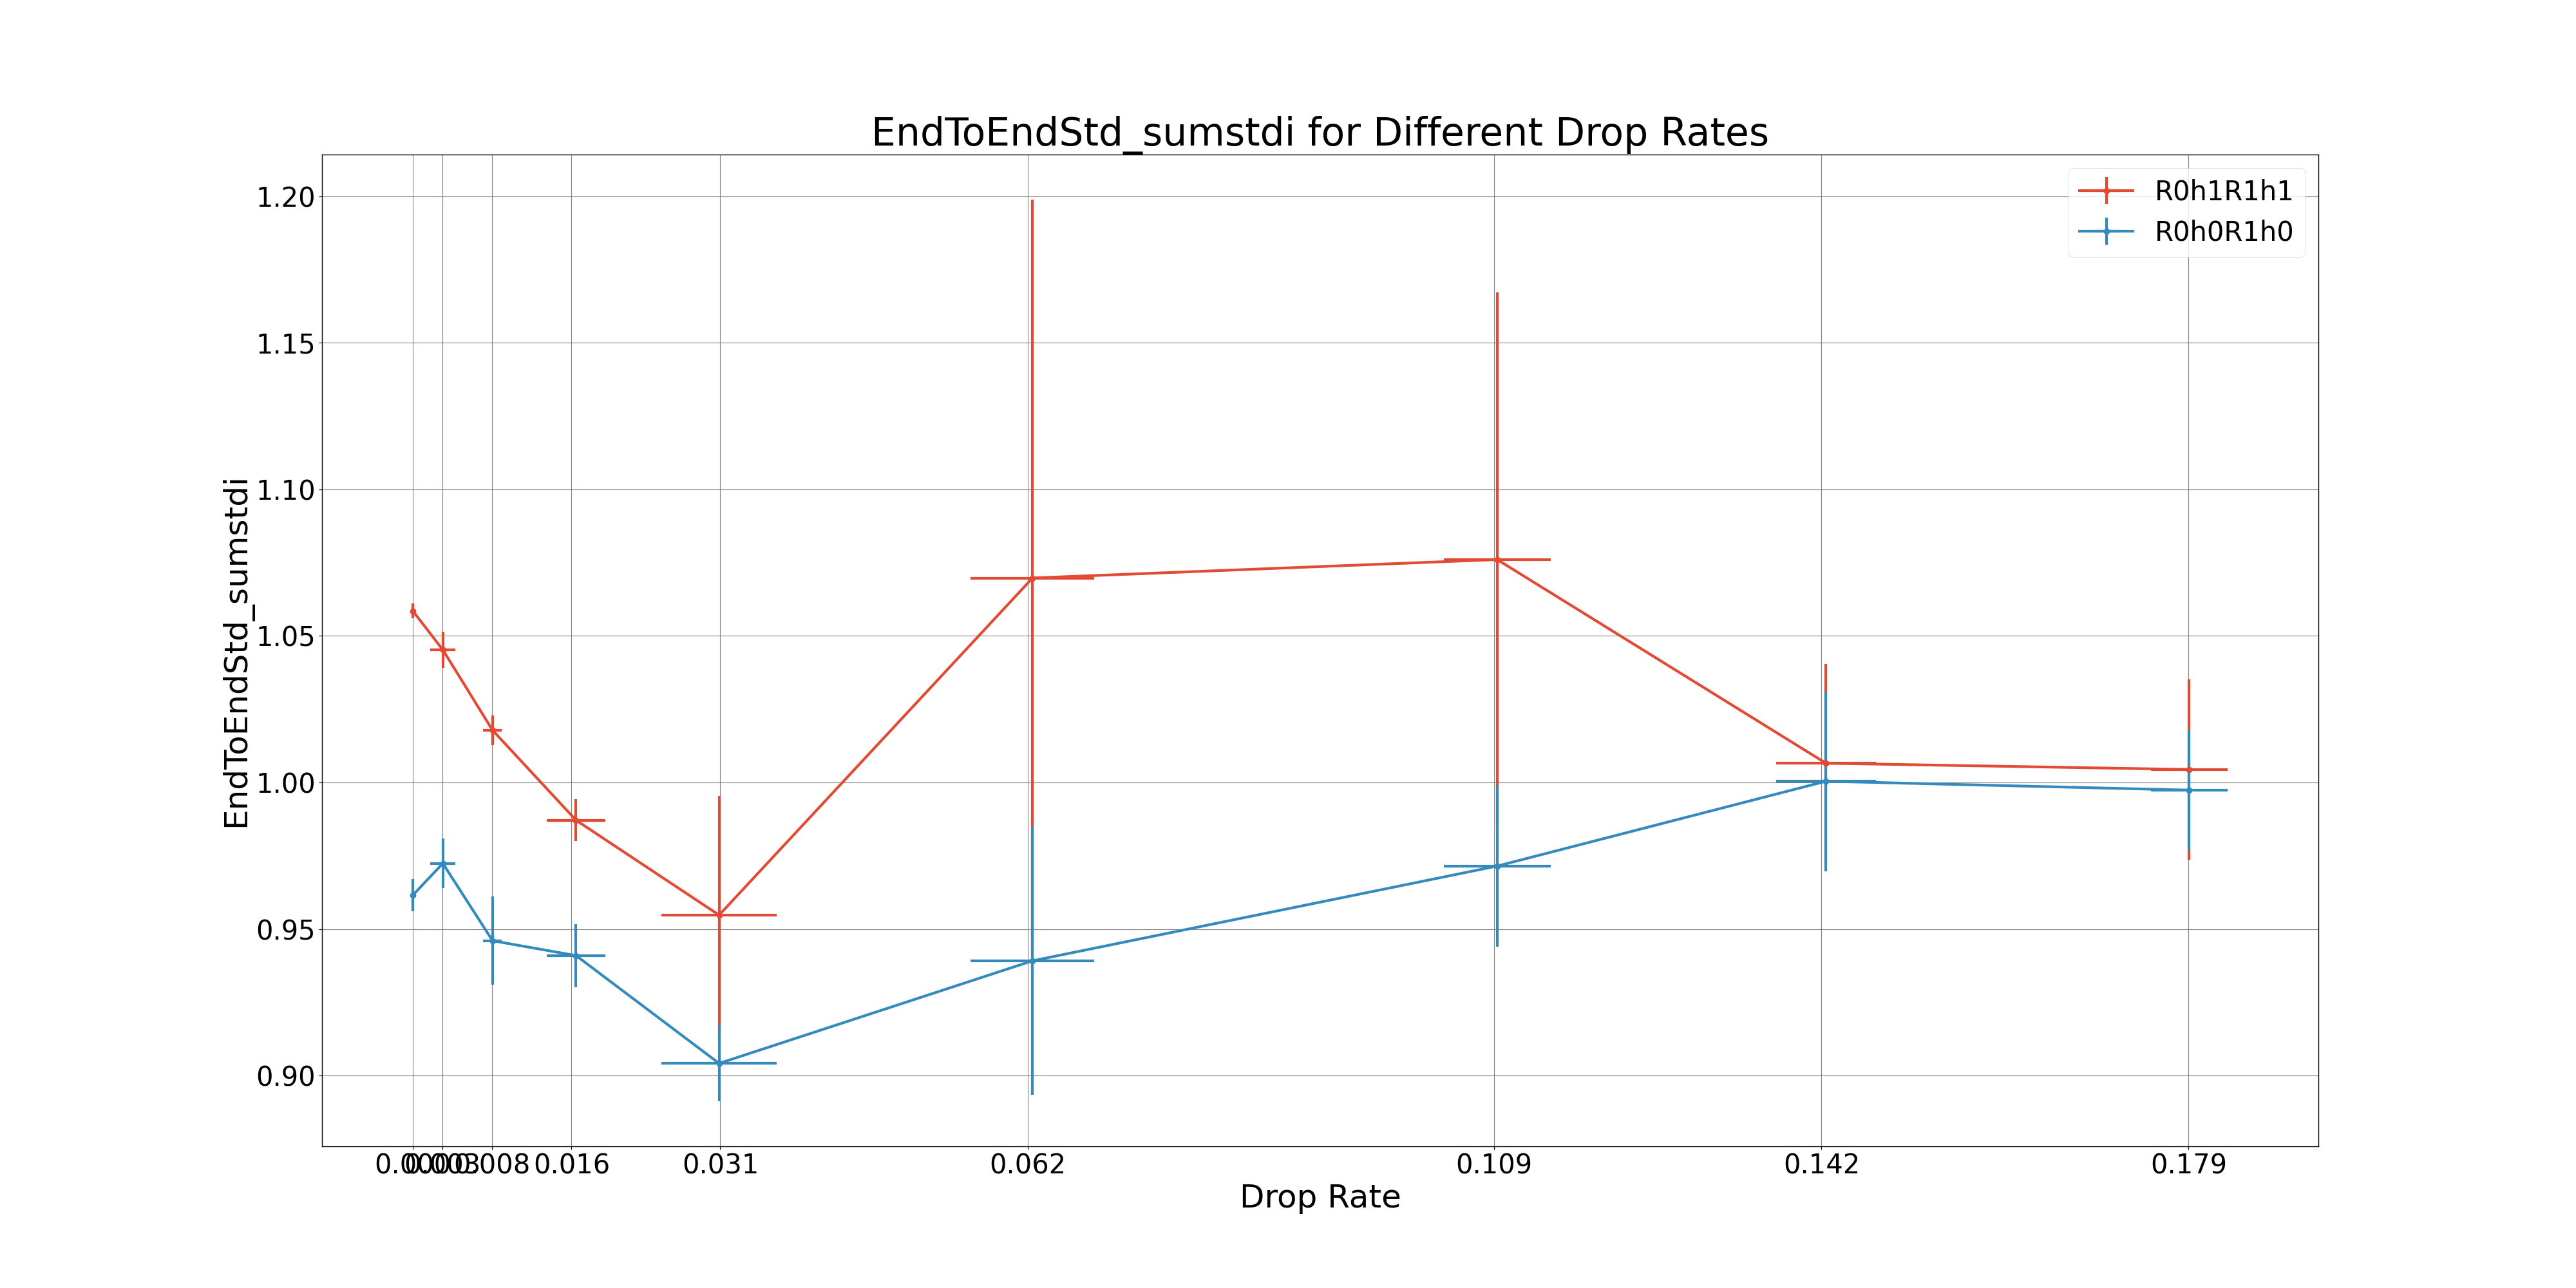 EndToEndStd_sumstdi for Different Drop Rates
R0h1R1h1
R0h0R1h0
EndToEndStd_sumstdi
1.20
1.15
1.10
1.05
1.00
0.95
0.90
0.016 0.031 0.062 0.109 0.142 0.179
Drop Rate